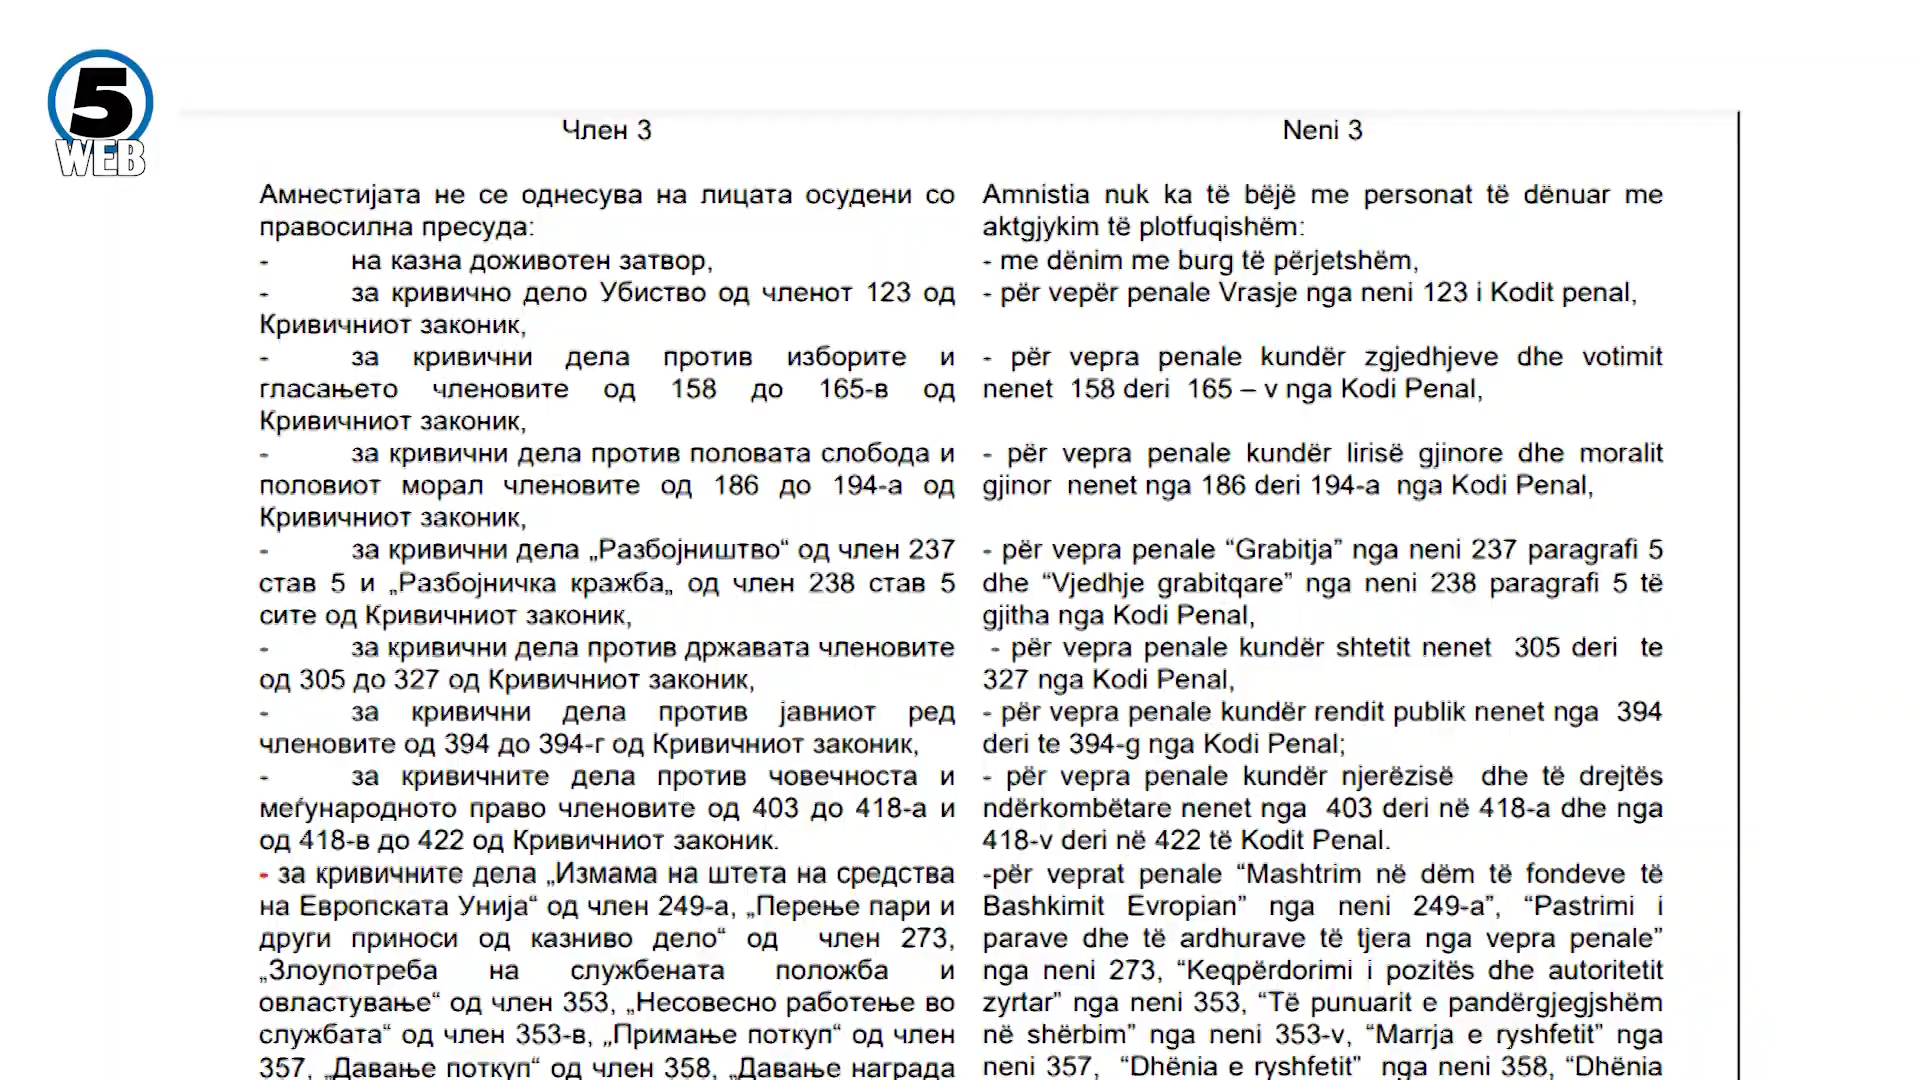 5
WEB
Член 3
Амнестијата не се однесува на лицата осудени со
правосилна пресуда:
- на казна доживотен затвор,
- за кривично дело Убиство од членот 123 од
Кривичниот законик,
- за кривични дела против изборите и
гласањето членовите од 158 до 165-в од
Кривичниот законик,
- за кривични дела против половата слобода и
половиот морал членовите од 186 до 194-а од
Кривичниот законик,
- за кривични дела „Разбојништво“ од член 237
став 5 и „Разбојничка кражба„ од член 238 став 5
сите од Кривичниот законик,
- за кривични дела против државата членовите
од 305 до 327 од Кривичниот законик,
- за кривични дела против јавниот ред
членовите од 394 до 394-г од Кривичниот законик,
- за кривичните дела против човечноста и
меѓународното право членовите од 403 до 418-а и
од 418-в до 422 од Кривичниот законик.
- за кривичните дела „Измама на штета на средства
на Европската Унија“ од член 249-а, „Перење пари и
други приноси од казниво дело“ од член 273,
„Злоупотреба на службената положба и
овластување“ од член 353, „Несовесно работење во
службата“ од член 353-в, „Примање поткуп“ од член
357, „Давање поткуп“ од член 358, „Давање награда
Neni 3
Amnistia nuk ka të bëjë me personat të dënuar me
aktgjykim të plotfuqishëm:
- me dënim me burg të përjetshëm,
- për vepër penale Vrasje nga neni 123 i Kodit penal,
- për vepra penale kundër zgjedhjeve dhe votimit
nenet 158 deri 165 – v nga Kodi Penal,
- për vepra penale kundër lirisë gjinore dhe moralit
gjinor nenet nga 186 deri 194-a nga Kodi Penal,
- për vepra penale “Grabitja” nga neni 237 paragrafi 5
dhe “Vjedhje grabitqare” nga neni 238 paragrafi 5 të
gjitha nga Kodi Penal,
- për vepra penale kundër shtetit nenet 305 deri te
327 nga Kodi Penal,
- për vepra penale kundër rendit publik nenet nga 394
deri te 394-g nga Kodi Penal;
- për vepra penale kundër njerëzisë dhe të drejtës
ndërkombëtare nenet nga 403 deri në 418-a dhe nga
418-v deri në 422 të Kodit Penal.
-për veprat penale “Mashtrim në dëm të fondeve të
Bashkimit Evropian” nga neni 249-a”, “Pastrimi i
parave dhe të ardhurave të tjera nga vepra penale”
nga neni 273, “Keqpërdorimi i pozitës dhe autoritetit
zyrtar” nga neni 353, “Të punuarit e pandërgjegjshëm
në shërbim” nga neni 353-v, “Marrja e ryshfetit” nga
neni 357, “Dhënia e ryshfetit” nga neni 358, “Dhënia